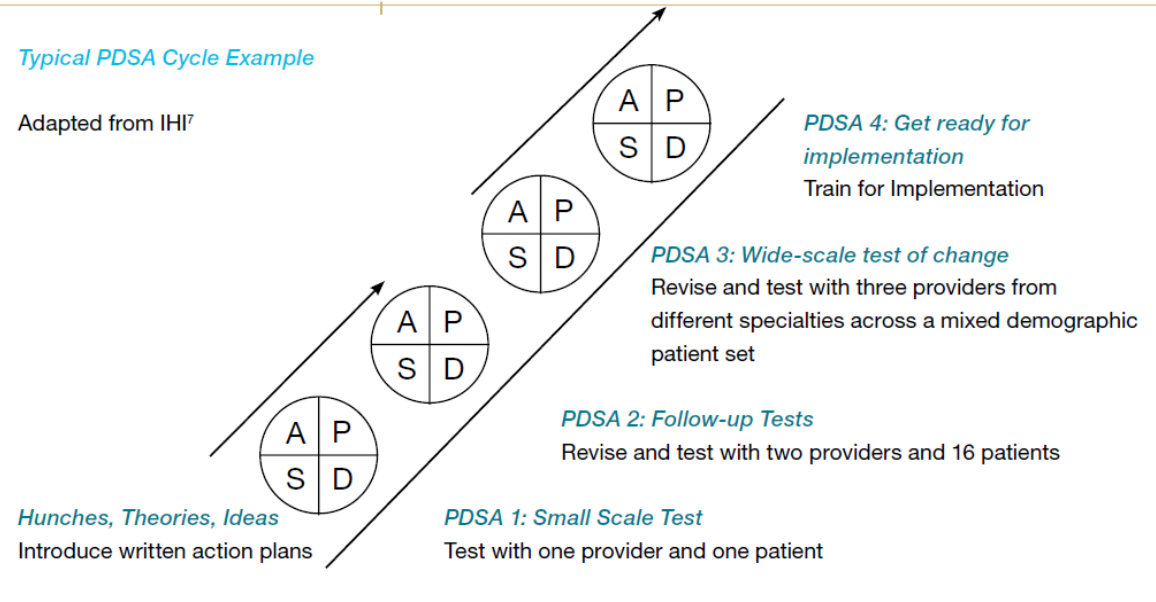 Typical PDSA Cycle Example
Adapted from IHI⁷
A P
S D
PDSA 4: Get ready for
implementation
Train for Implementation
A P
S D
PDSA 3: Wide-scale test of change
Revise and test with three providers from
different specialties across a mixed demographic
patient set
A P
S D
PDSA 2: Follow-up Tests
Revise and test with two providers and 16 patients
A P
S D
Hunches, Theories, Ideas
Introduce written action plans
PDSA 1: Small Scale Test
Test with one provider and one patient